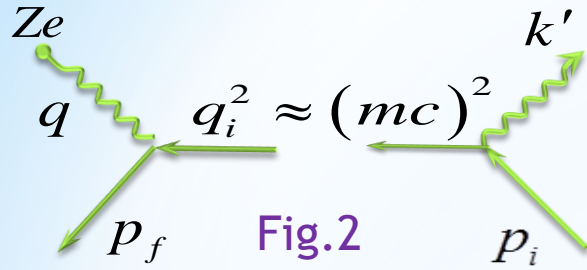 Ze
k′
q
q_i^2 ≈ (mc)^2
p_f
Fig.2
p_i